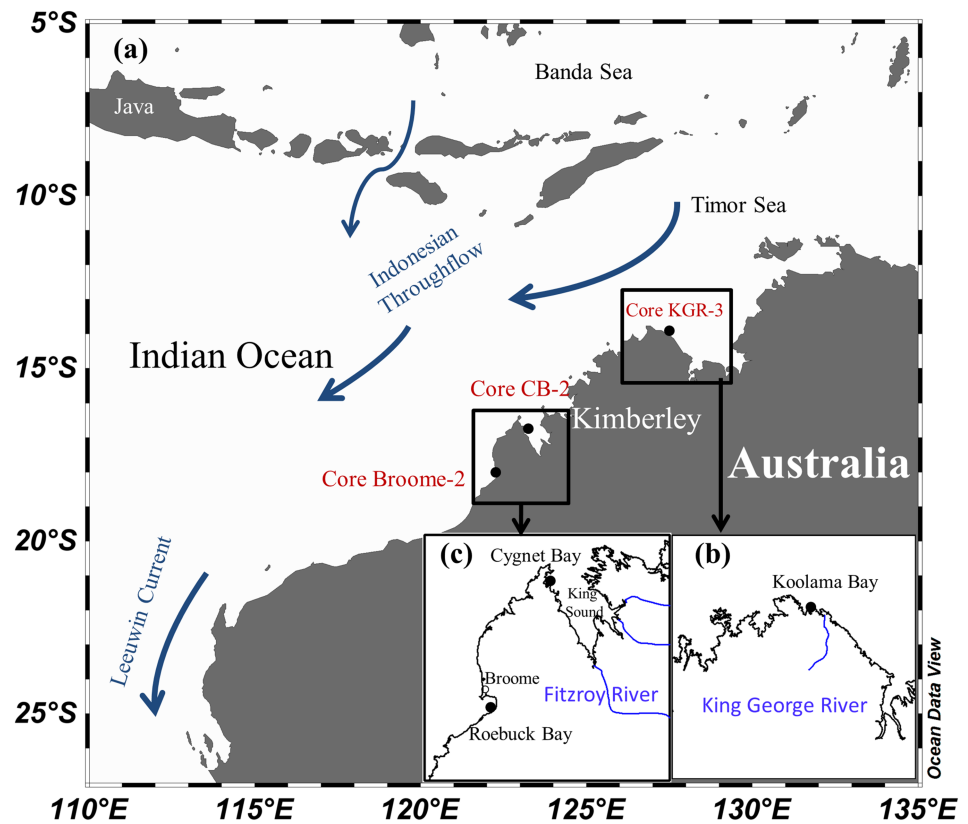 5°S
(a)
Banda Sea
Java
10°S
Timor Sea
Indonesian
Throughflow
Core KGR-3
Indian Ocean
15°S
Core CB-2
Kimberley
Australia
Core Broome-2
20°S
(c)
Cygnet Bay
King
Sound
(b)
Koolama Bay
Leeuwin Current
Broome
Fitzroy River
King George River
25°S
Roebuck Bay
Ocean Data View
110°E
115°E
120°E
125°E
130°E
135°E